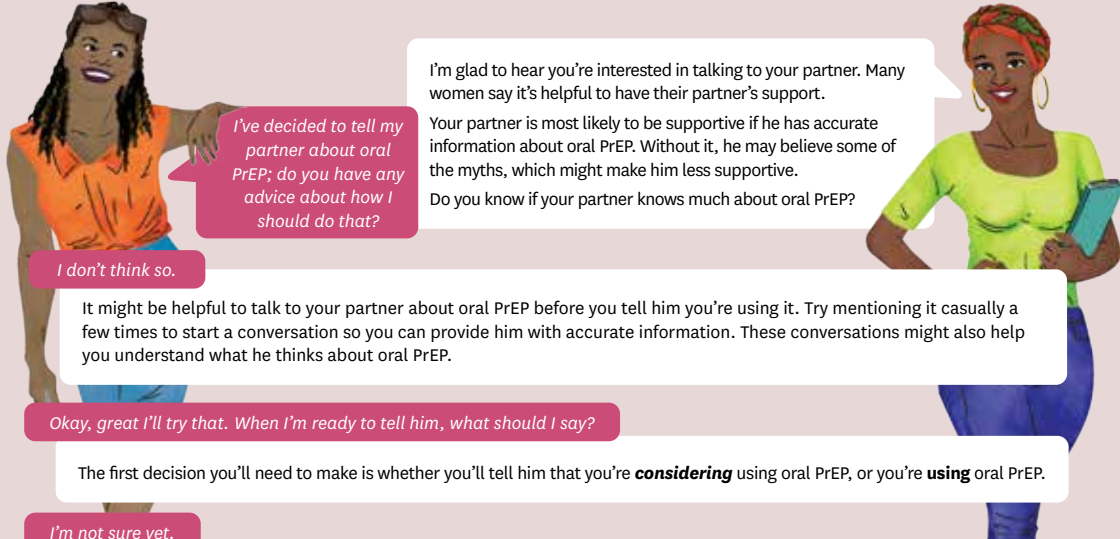 I've decided to tell my
partner about oral
PrEP; do you have any
advice about how I
should do that?
I'm glad to hear you're interested in talking to your partner. Many
women say it's helpful to have their partner's support.
Your partner is most likely to be supportive if he has accurate
information about oral PrEP. Without it, he may believe some of
the myths, which might make him less supportive.
Do you know if your partner knows much about oral PrEP?
I don't think so.
It might be helpful to talk to your partner about oral PrEP before you tell him you're using it. Try mentioning it casually a
few times to start a conversation so you can provide him with accurate information. These conversations might also help
you understand what he thinks about oral PrEP.
Okay, great I'll try that. When I'm ready to tell him, what should I say?
The first decision you'll need to make is whether you'll tell him that you're considering using oral PrEP, or you're using oral PrEP.
I'm not sure yet.